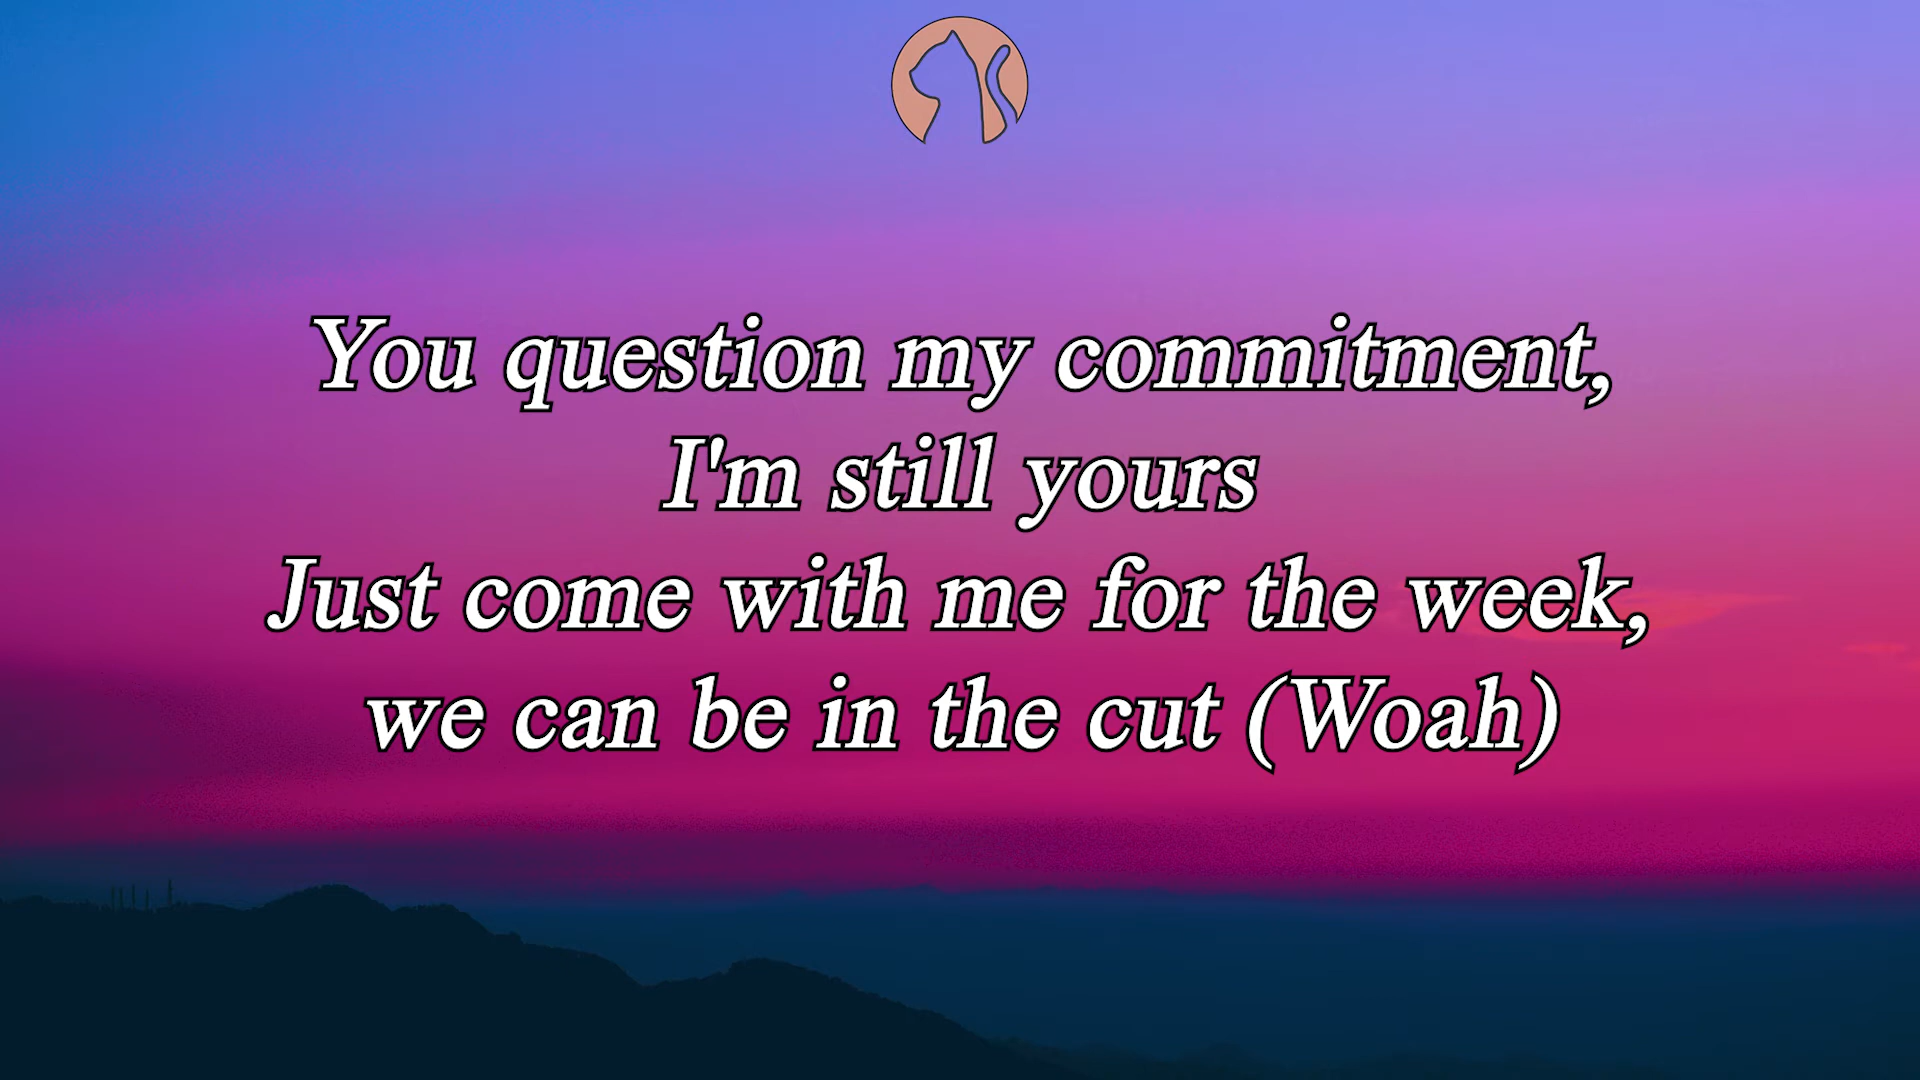 You question my commitment,
I'm still yours
Just come with me for the week,
we can be in the cut (Woah)